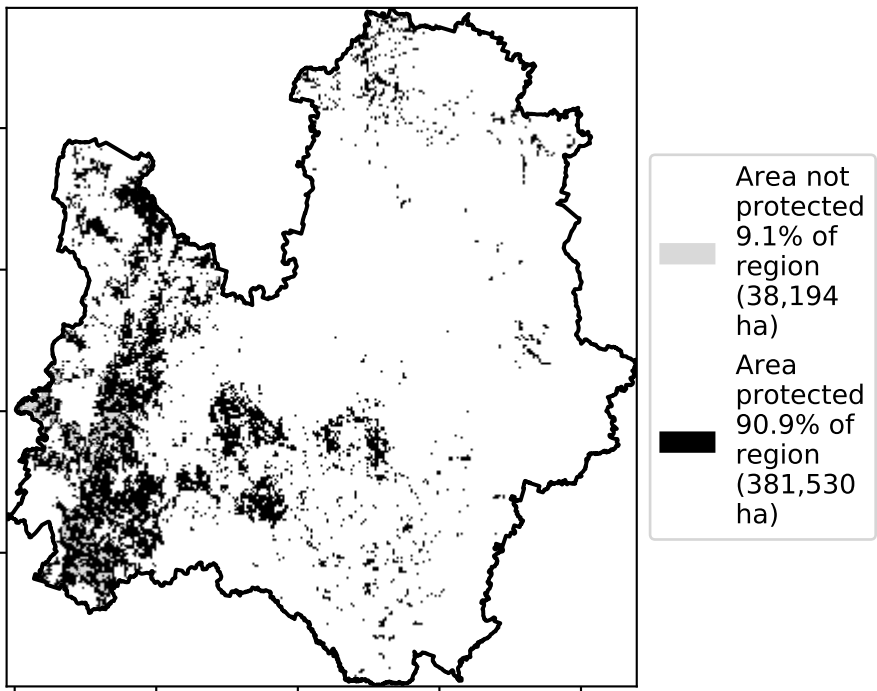 Area not
protected
9.1% of
region
(38,194
ha)
Area
protected
90.9% of
region
(381,530
ha)